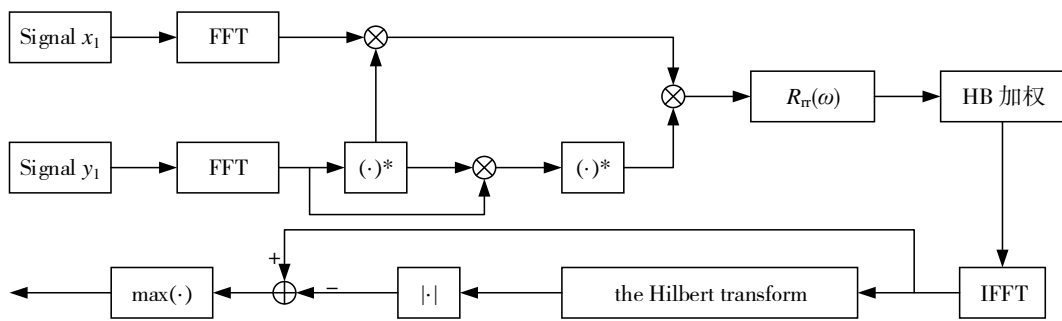 Signal x₁
FFT
Signal y₁
FFT
(·)*
(·)*
Rrr(ω)
HB 加权
+
−
max(·)
|·|
the Hilbert transform
IFFT